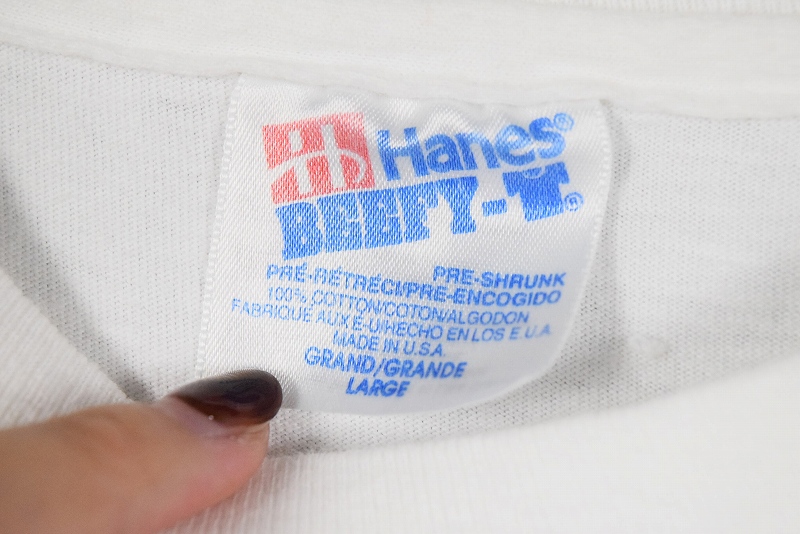 H Hanes®
BEEFY-T®
PRE-SHRUNK
PRÉ-RÉTRÉCI/PRE-ENCOGIDO
100% COTTON/COTON/ALGODON
FABRIQUÉ AUX É-U/HECHO EN LOS E.U.A.
MADE IN U.S.A.
GRAND/GRANDE
LARGE